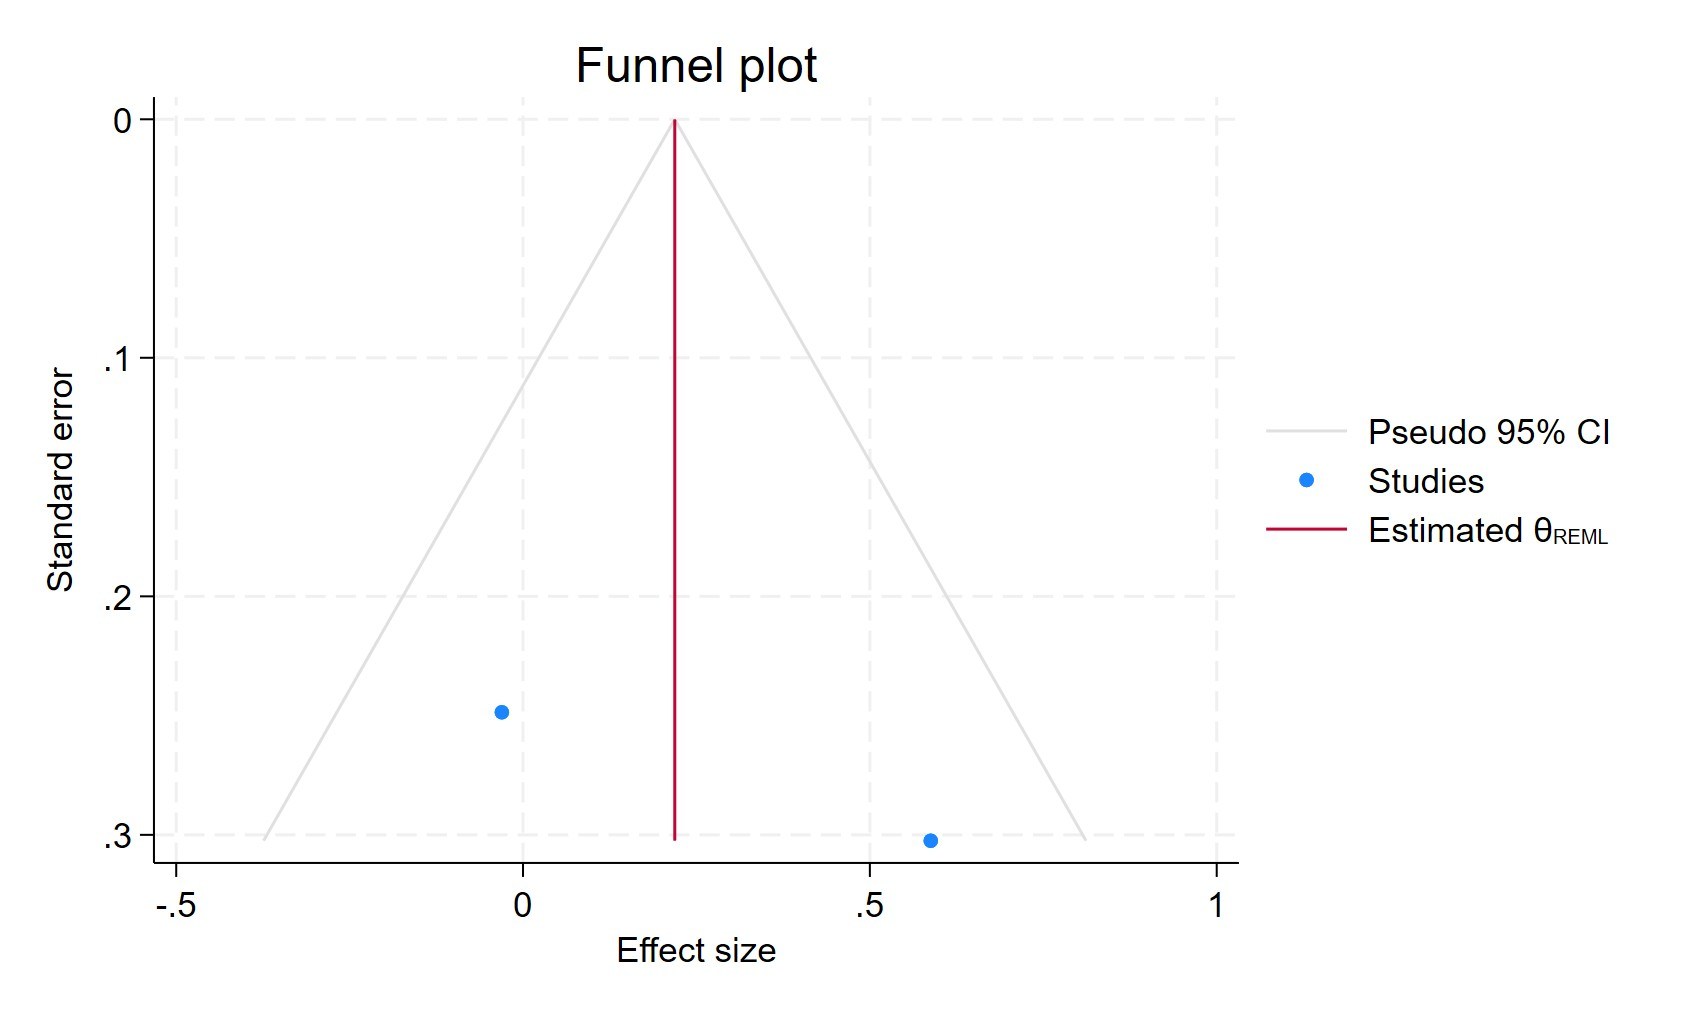 Funnel plot
0
.1
.2
.3
Standard error
-.5
0
.5
1
Effect size
Pseudo 95% CI
Studies
Estimated θREML